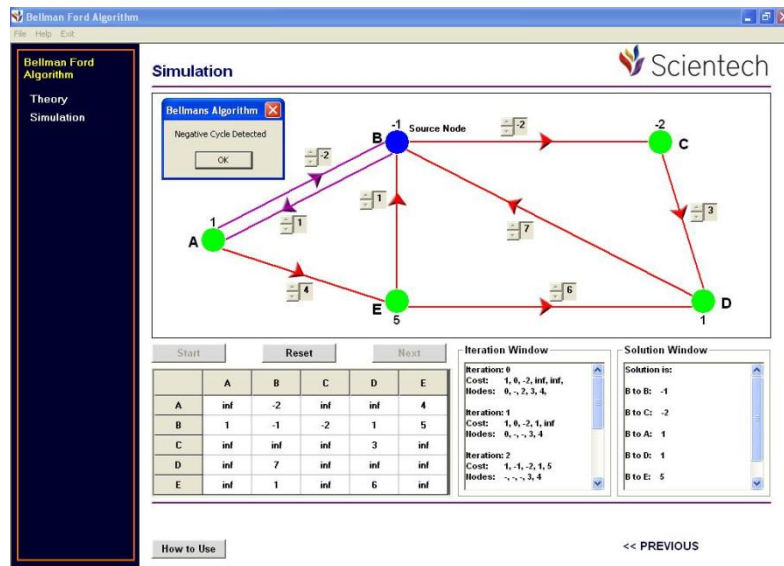 Bellman Ford Algorithm
File Help Exit
Bellman Ford
Algorithm
Theory
Simulation
Simulation
Scientech
Bellmans Algorithm
Negative Cycle Detected
OK
-1
B
Source Node
-2
-2
C
-2
1
1
3
7
1
A
4
6
E
5
D
1
Start Reset Next
A B C D E
A inf -2 inf inf 4
B 1 -1 -2 1 5
C inf inf inf 3 inf
D inf 7 inf inf inf
E inf 1 inf 6 inf
Iteration Window
Iteration: 0
Cost: 1, 0, -2, inf, inf,
Nodes: 0, -, 2, 3, 4,
Iteration: 1
Cost: 1, 0, -2, 1, inf
Nodes: 0, -, -, 3, 4
Iteration: 2
Cost: 1, -1, -2, 1, 5
Nodes: -, -, -, 3, 4
Solution Window
Solution is:
B to B: -1
B to C: -2
B to A: 1
B to D: 1
B to E: 5
How to Use
<< PREVIOUS